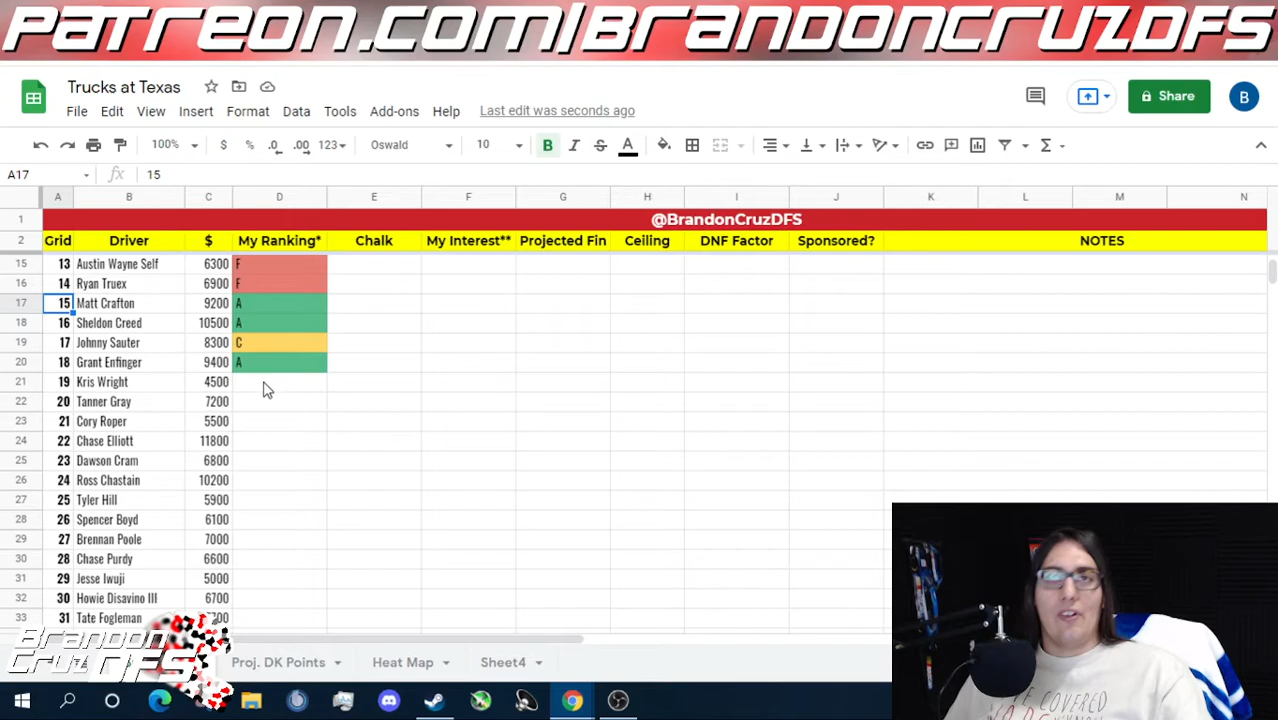 Patreon.com/BrandonCruzDFS
Trucks at Texas
B
Share
File Edit View Insert Format Data Tools Add-ons Help Last edit was seconds ago
100% $ % .0 .00 123 Oswald 10 B I S A Σ
A17 fx 15
A B C D E F G H I J K L M N
1 @BrandonCruzDFS
2 Grid Driver $ My Ranking* Chalk My Interest** Projected Fin Ceiling DNF Factor Sponsored? NOTES
15 13 Austin Wayne Self 6300 F
16 14 Ryan Truex 6900 F
17 15 Matt Crafton 9200 A
18 16 Sheldon Creed 10500 A
19 17 Johnny Sauter 8300 C
20 18 Grant Enfinger 9400 A
21 19 Kris Wright 4500
22 20 Tanner Gray 7200
23 21 Cory Roper 5500
24 22 Chase Elliott 11800
25 23 Dawson Cram 6800
26 24 Ross Chastain 10200
27 25 Tyler Hill 5900
28 26 Spencer Boyd 6100
29 27 Brennan Poole 7000
30 28 Chase Purdy 6600
31 29 Jesse Iwuji 5000
32 30 Howie Disavino III 6700
33 31 Tate Fogleman
Brandon
Cruz DFS
Proj. DK Points Heat Map Sheet4